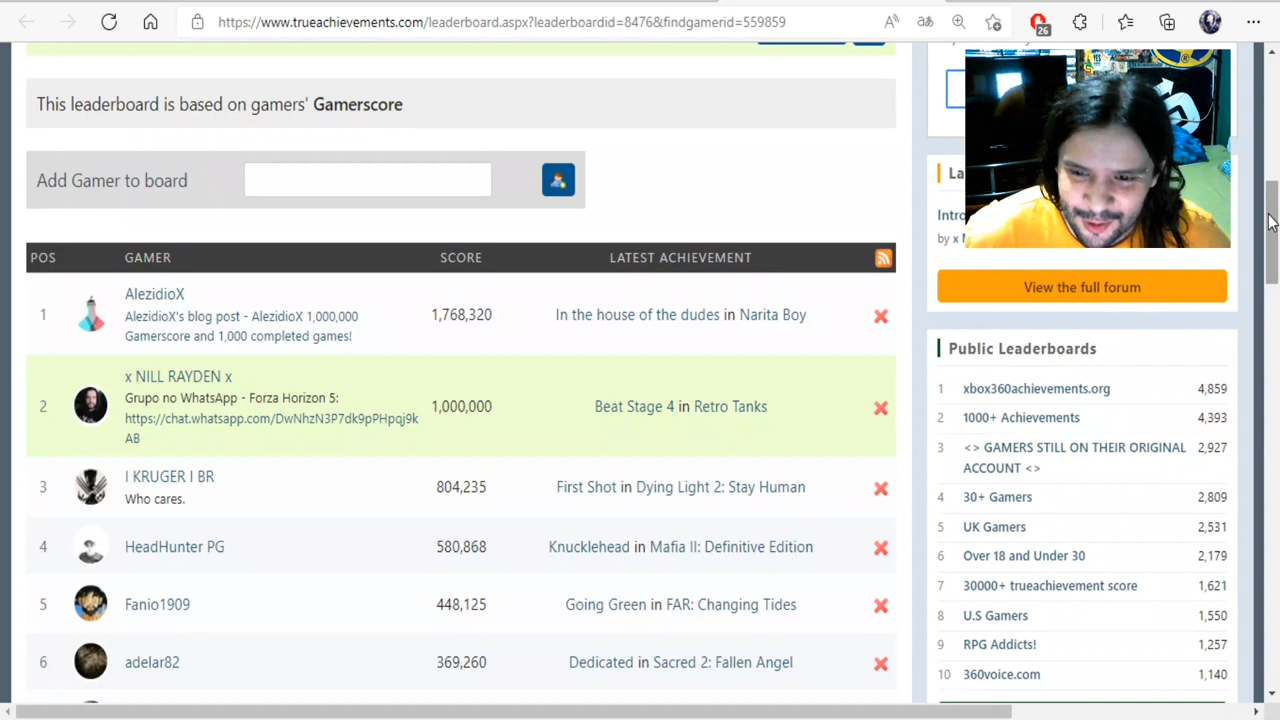 https://www.trueachievements.com/leaderboard.aspx?leaderboardid=8476&findgamerid=559859
26
This leaderboard is based on gamers' Gamerscore
Add Gamer to board
POS GAMER SCORE LATEST ACHIEVEMENT
1 AlezidioX 1,768,320 In the house of the dudes in Narita Boy
AlezidioX's blog post - AlezidioX 1,000,000
Gamerscore and 1,000 completed games!
2 x NILL RAYDEN x 1,000,000 Beat Stage 4 in Retro Tanks
Grupo no WhatsApp - Forza Horizon 5:
https://chat.whatsapp.com/DwNhzN3P7dk9pPHpqj9k
AB
3 I KRUGER I BR 804,235 First Shot in Dying Light 2: Stay Human
Who cares.
4 HeadHunter PG 580,868 Knucklehead in Mafia II: Definitive Edition
5 Fanio1909 448,125 Going Green in FAR: Changing Tides
6 adelar82 369,260 Dedicated in Sacred 2: Fallen Angel
La
Intro
by x
View the full forum
Public Leaderboards
1 xbox360achievements.org 4,859
2 1000+ Achievements 4,393
3 <> GAMERS STILL ON THEIR ORIGINAL 2,927
ACCOUNT <>
4 30+ Gamers 2,809
5 UK Gamers 2,531
6 Over 18 and Under 30 2,179
7 30000+ trueachievement score 1,621
8 U.S Gamers 1,550
9 RPG Addicts! 1,257
10 360voice.com 1,140